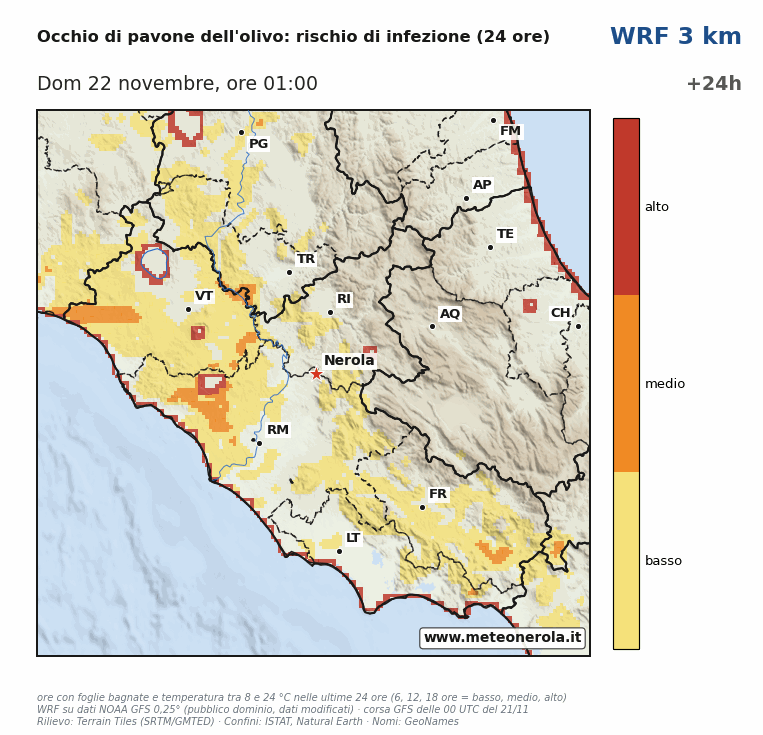 Occhio di pavone dell'olivo: rischio di infezione (24 ore)
WRF 3 km
Dom 22 novembre, ore 01:00
+24h
FM
PG
AP
TE
TR
VT
RI
AQ
CH.
Nerola
RM
FR
LT
alto
medio
basso
www.meteonerola.it
ore con foglie bagnate e temperatura tra 8 e 24 °C nelle ultime 24 ore (6, 12, 18 ore = basso, medio, alto)
WRF su dati NOAA GFS 0,25° (pubblico dominio, dati modificati) · corsa GFS delle 00 UTC del 21/11
Rilievo: Terrain Tiles (SRTM/GMTED) · Confini: ISTAT, Natural Earth · Nomi: GeoNames